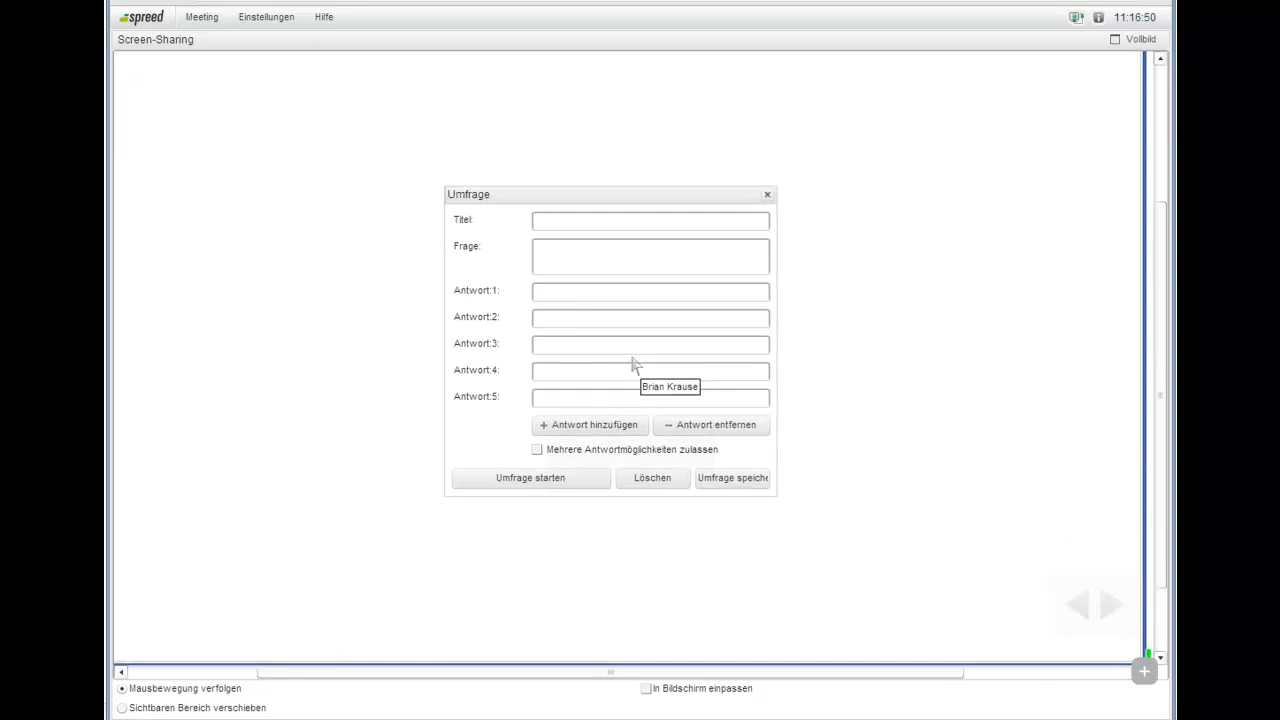 spreed Meeting Einstellungen Hilfe 11:16:50
Screen-Sharing Vollbild
Umfrage
Titel:
Frage:
Antwort:1:
Antwort:2:
Antwort:3:
Antwort:4:
Brian Krause
Antwort:5:
+ Antwort hinzufügen − Antwort entfernen
Mehrere Antwortmöglichkeiten zulassen
Umfrage starten Löschen Umfrage speiche
Mausbewegung verfolgen In Bildschirm einpassen
Sichtbaren Bereich verschieben